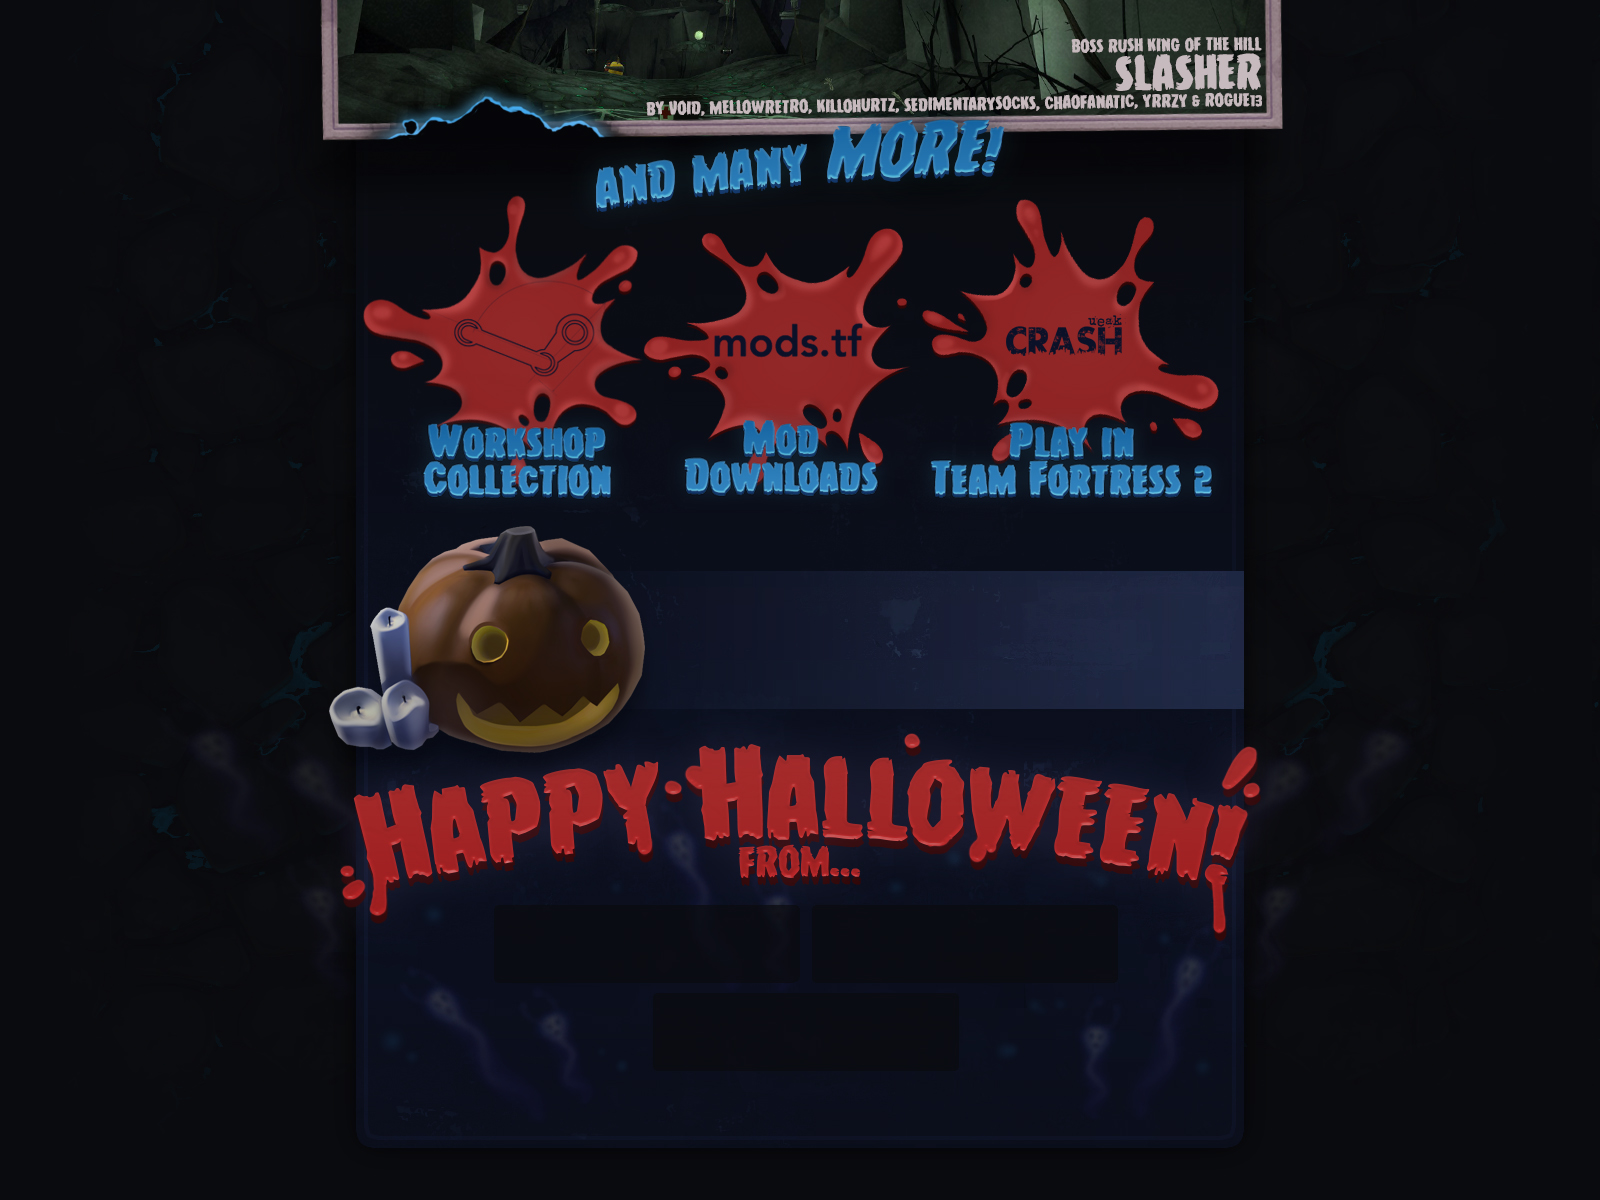 BOSS RUSH KING OF THE HILL
SLASHER
BY VOID, MELLOWRETRO, KILLOHURTZ, SEDIMENTARYSOCKS, CHAOFANATIC, YRRZY & ROGUE13
AND MANY MORE!
mods.tf
ueak
CRASH
WORKSHOP
COLLECTION
MOD
DOWNLOADS
PLAY IN
TEAM FORTRESS 2
HAPPY HALLOWEEN!
FROM...